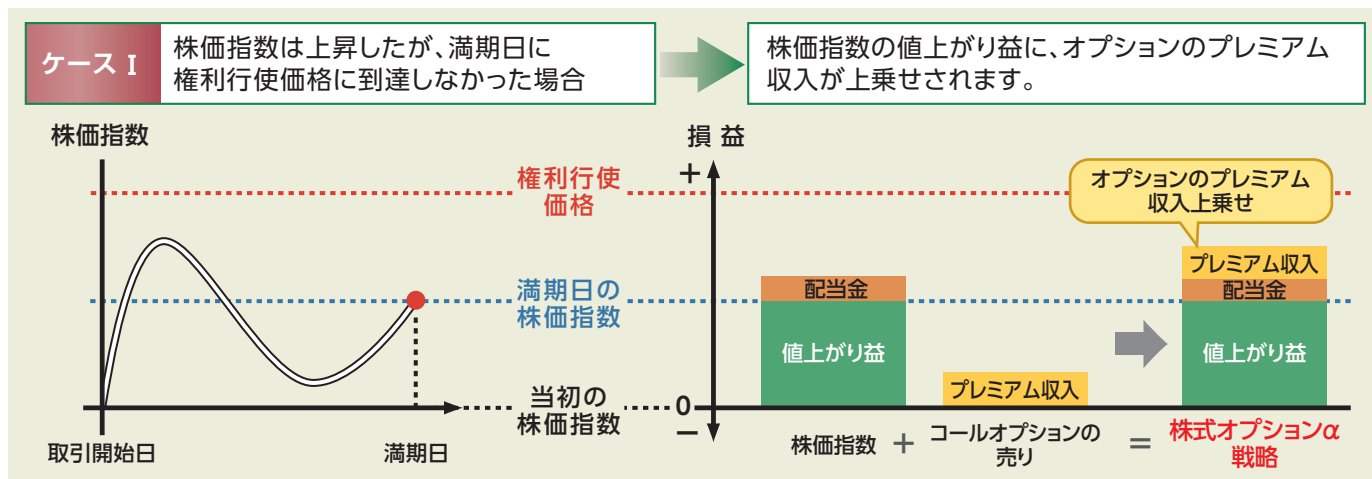 ケース Ⅰ
株価指数は上昇したが、満期日に
権利行使価格に到達しなかった場合
株価指数の値上がり益に、オプションのプレミアム
収入が上乗せされます。
株価指数
権利行使
価格
満期日の
株価指数
当初の
株価指数
取引開始日
満期日
損 益
+
0
−
オプションのプレミアム
収入上乗せ
配当金
値上がり益
プレミアム収入
プレミアム収入
配当金
値上がり益
株価指数
+
コールオプションの
売り
=
株式オプションα
戦略